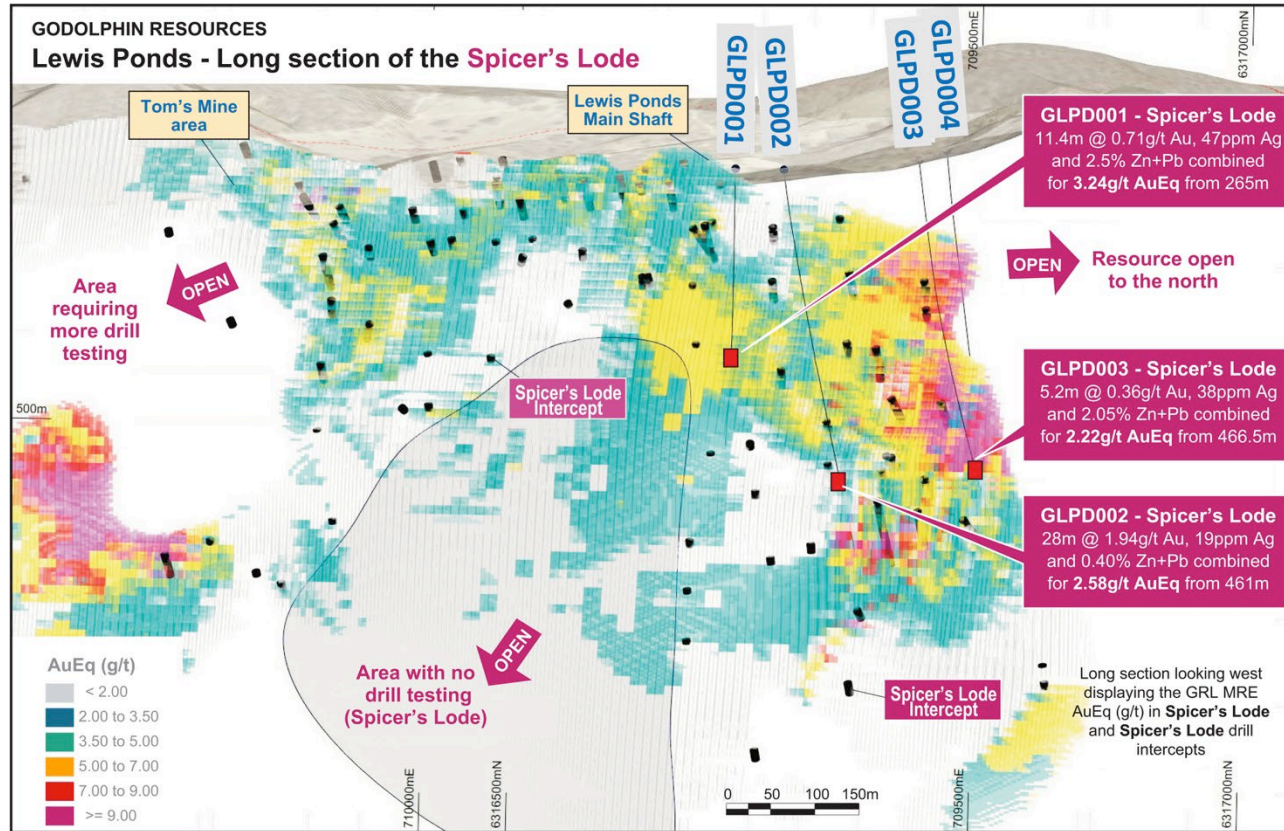 GODOLPHIN RESOURCES
Lewis Ponds - Long section of the Spicer's Lode
Tom's Mine
area
Lewis Ponds
Main Shaft
GLPD001
GLPD002
GLPD003
GLPD004
709500mE
6317000mN
GLPD001 - Spicer's Lode
11.4m @ 0.71g/t Au, 47ppm Ag
and 2.5% Zn+Pb combined
for 3.24g/t AuEq from 265m
OPEN
Area
requiring
more drill
testing
OPEN
Resource open
to the north
Spicer's Lode
Intercept
GLPD003 - Spicer's Lode
5.2m @ 0.36g/t Au, 38ppm Ag
and 2.05% Zn+Pb combined
for 2.22g/t AuEq from 466.5m
500m
GLPD002 - Spicer's Lode
28m @ 1.94g/t Au, 19ppm Ag
and 0.40% Zn+Pb combined
for 2.58g/t AuEq from 461m
OPEN
Area with no
drill testing
(Spicer's Lode)
Spicer's Lode
Intercept
Long section looking west
displaying the GRL MRE
AuEq (g/t) in Spicer's Lode
and Spicer's Lode drill
intercepts
AuEq (g/t)
< 2.00
2.00 to 3.50
3.50 to 5.00
5.00 to 7.00
7.00 to 9.00
>= 9.00
710000mE
6316500mN
0 50 100 150m
709500mE
6317000mN